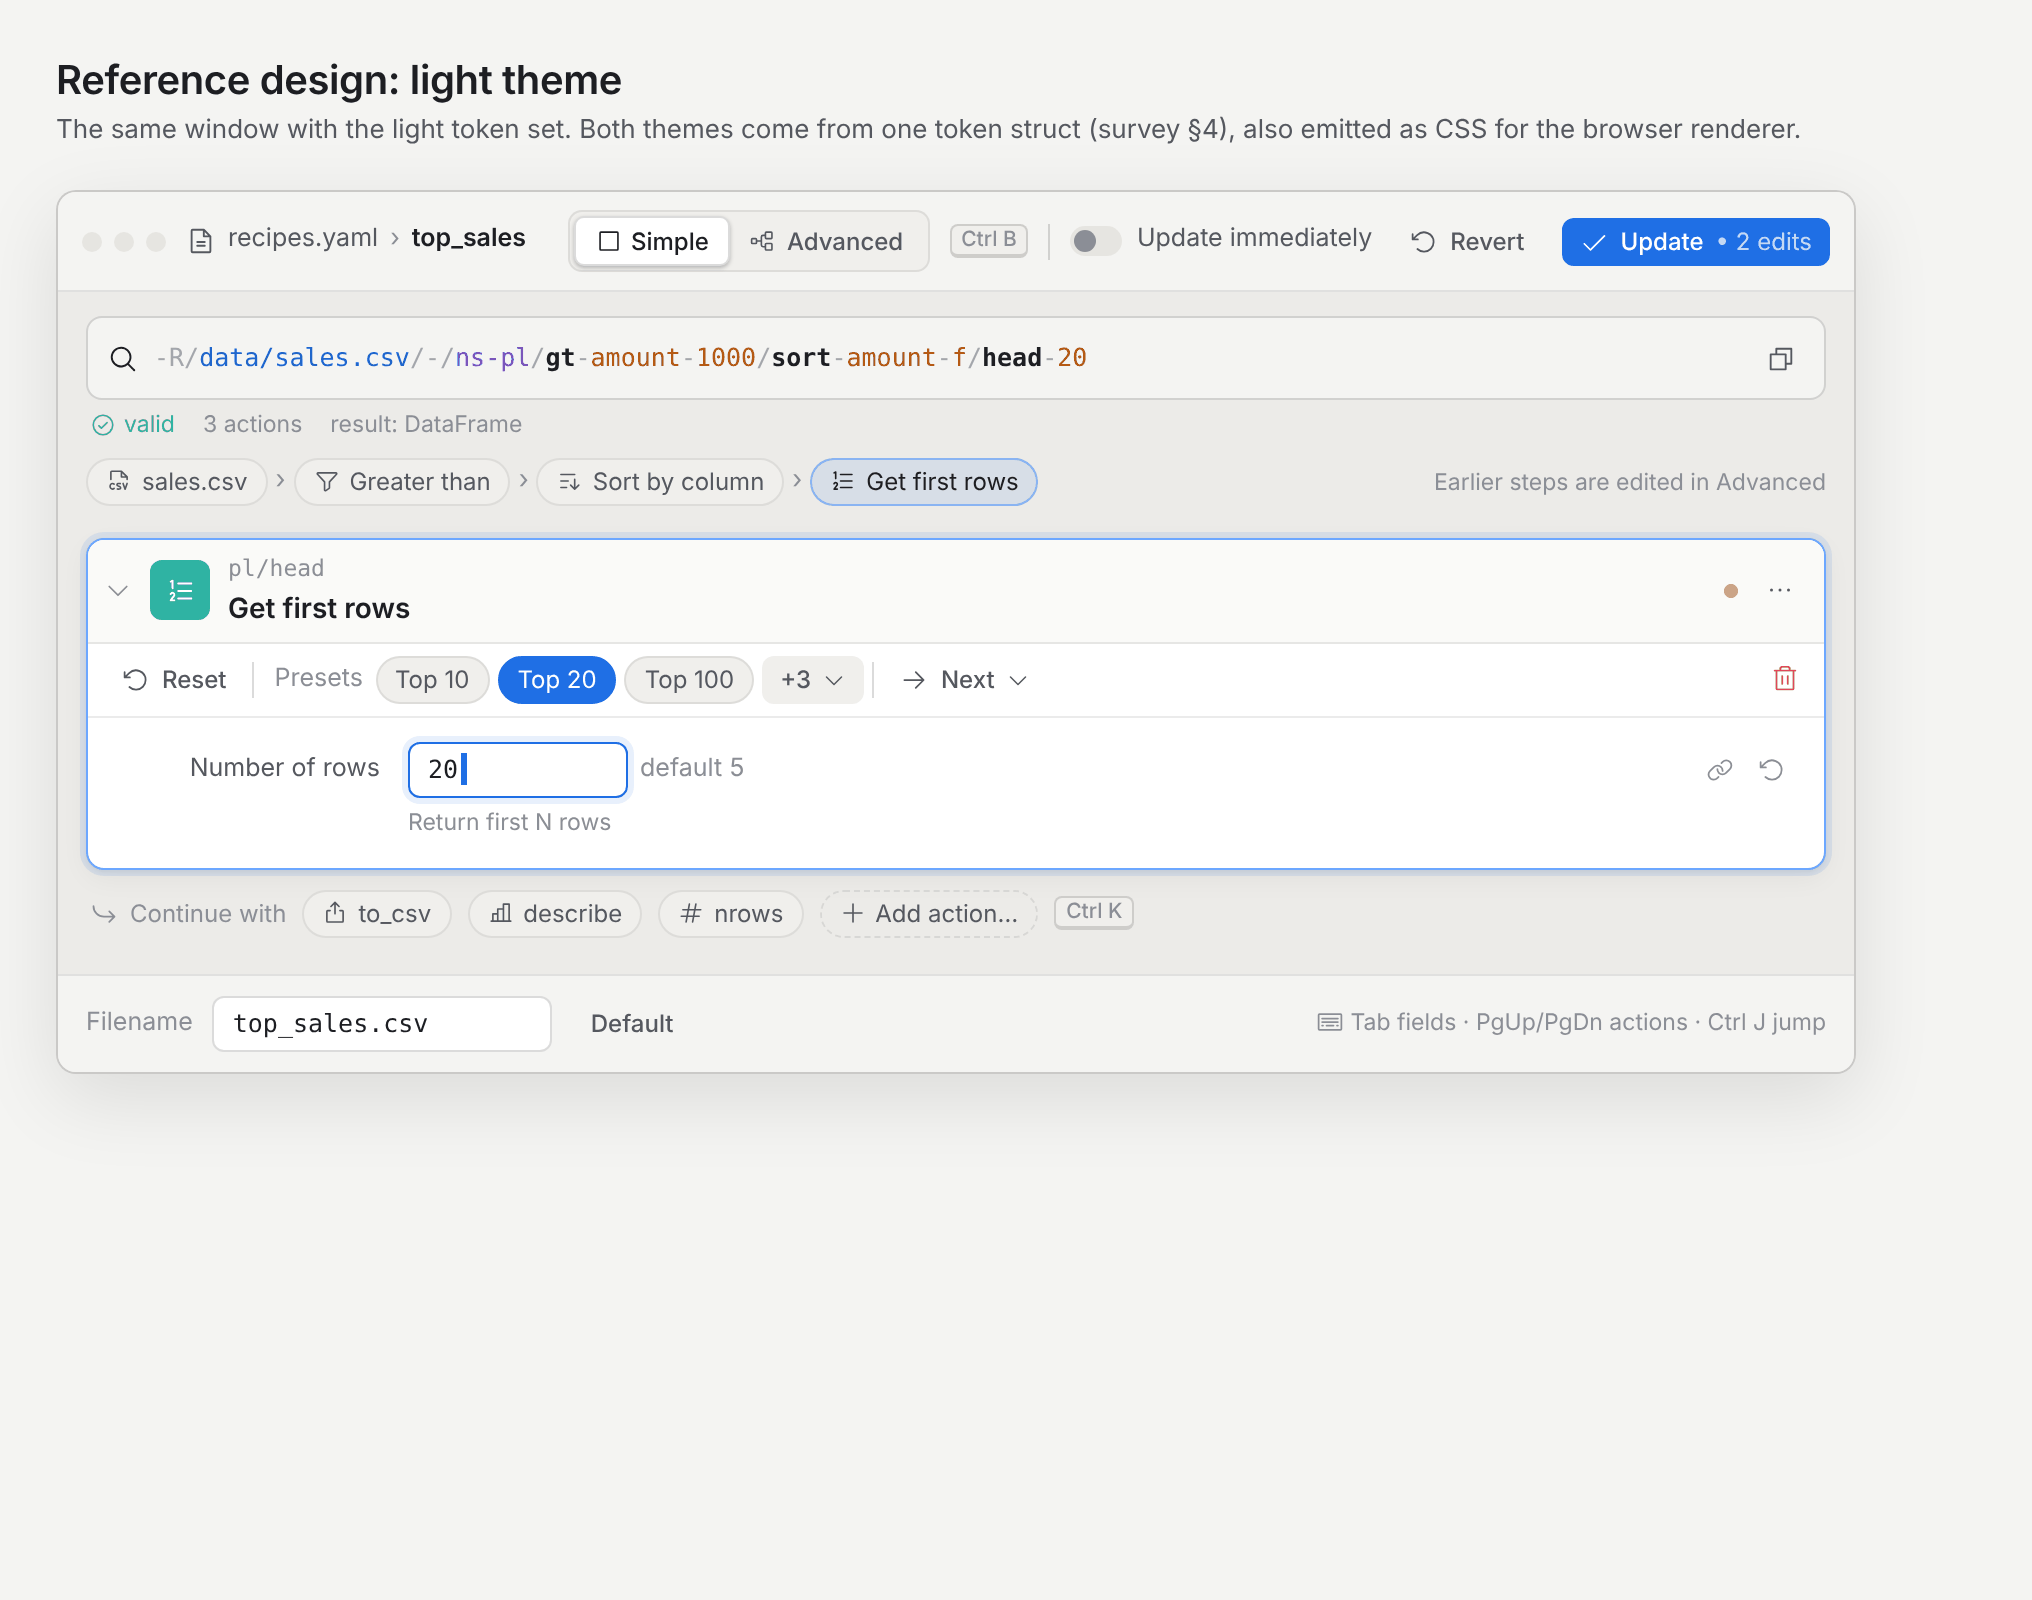 Reference design: light theme
The same window with the light token set. Both themes come from one token struct (survey §4), also emitted as CSS for the browser renderer.
recipes.yaml › top_sales Simple Advanced Ctrl B Update immediately Revert Update • 2 edits
-R/data/sales.csv/-/ns-pl/gt-amount-1000/sort-amount-f/head-20
valid 3 actions result: DataFrame
CSV sales.csv › Greater than › Sort by column › Get first rows Earlier steps are edited in Advanced
pl/head
Get first rows ...
Reset Presets Top 10 Top 20 Top 100 +3 Next
Number of rows 20 default 5
Return first N rows
Continue with to_csv describe # nrows + Add action... Ctrl K
Filename top_sales.csv Default Tab fields · PgUp/PgDn actions · Ctrl J jump